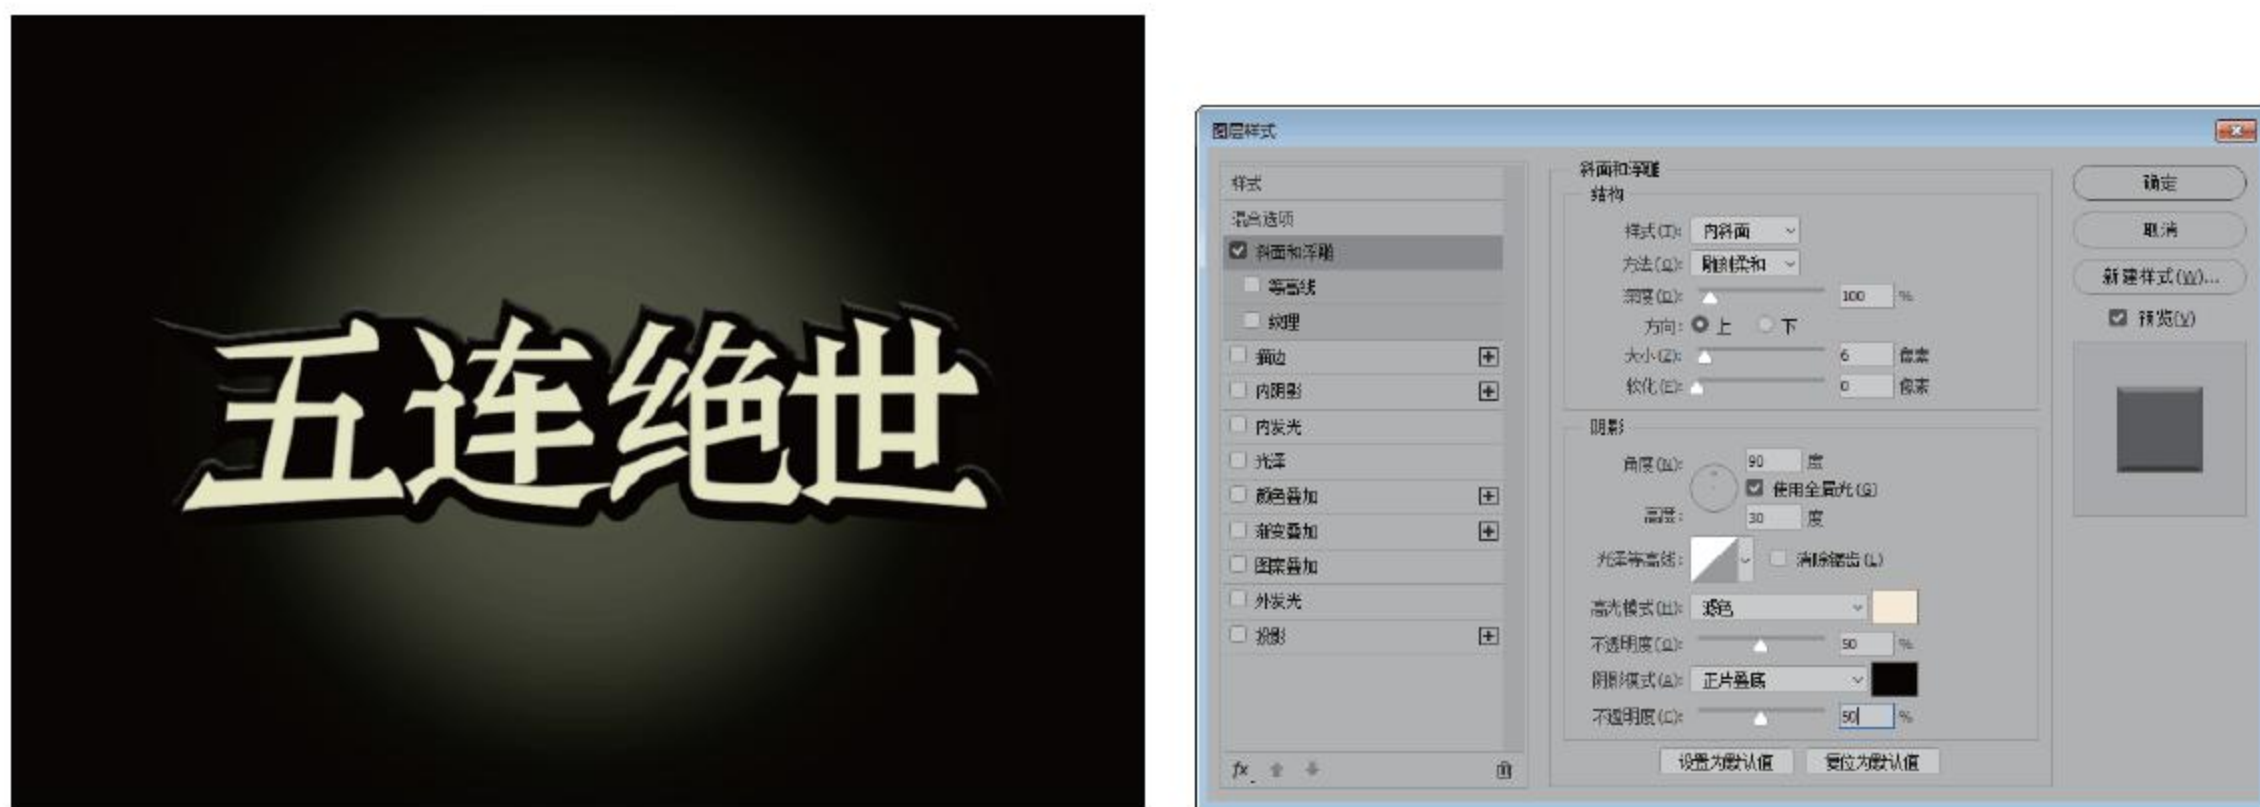 五连绝世
图层样式
样式
混合选项
斜面和浮雕
等高线
纹理
描边
内阴影
内发光
光泽
颜色叠加
渐变叠加
图案叠加
外发光
投影
fx
斜面和浮雕
结构
样式(T): 内斜面
方法(Q): 雕刻柔和
深度(D): 100 %
方向: 上 下
大小(Z): 6 像素
软化(F): 0 像素
阴影
角度(N): 90 度
使用全局光(G)
高度: 30 度
光泽等高线: 消除锯齿(L)
高光模式(H): 滤色
不透明度(O): 50 %
阴影模式(A): 正片叠底
不透明度(C): 50 %
设置为默认值 复位为默认值
确定
取消
新建样式(W)...
预览(V)